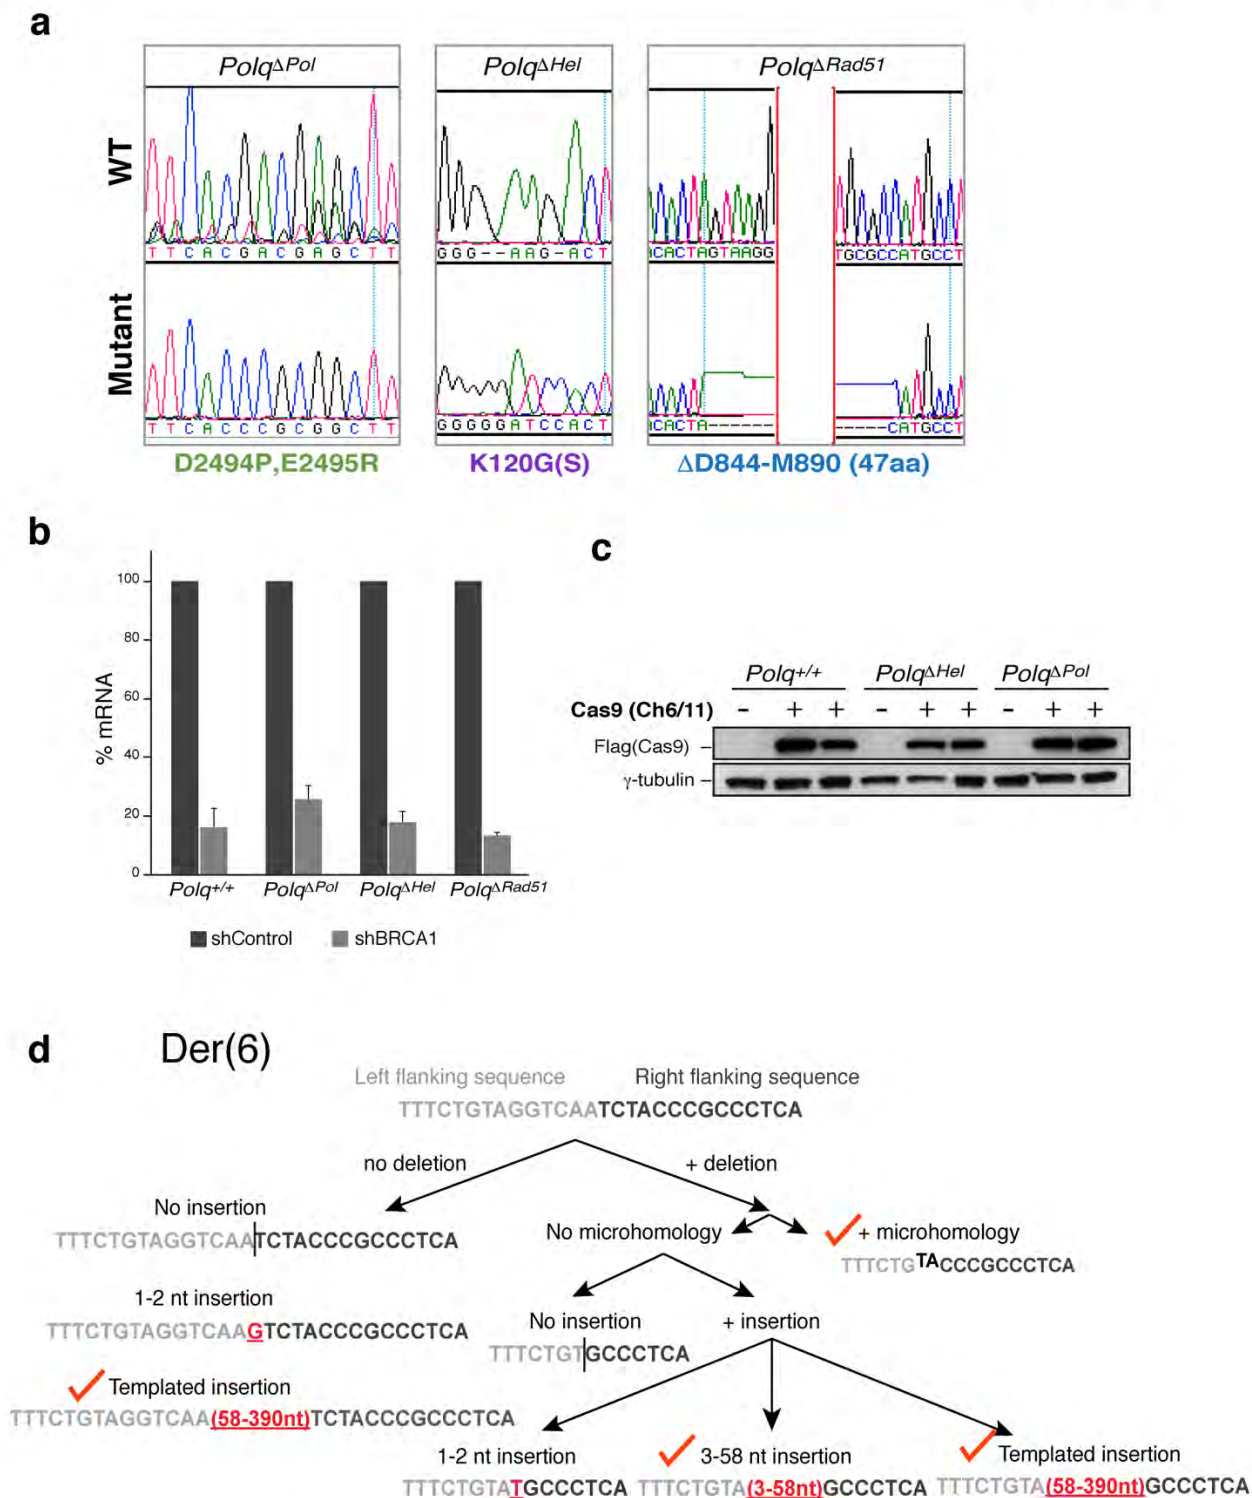 a
Polq^ΔPol Polq^ΔHel Polq^ΔRad51
WT
TTCACGACGAGCTT GGG--AAG-ACT ACACTAGTAAGG TGCGCCATGCCT
Mutant
TTCACCCGCGGCTT GGGGGATCCACT CACTA------ -----CATGCCT
D2494P,E2495R K120G(S) ΔD844-M890 (47aa)
b
% mRNA
100
80
60
40
20
0
Polq+/+ Polq^ΔPol Polq^ΔHel Polq^ΔRad51
shControl shBRCA1
c
Polq+/+ Polq^ΔHel Polq^ΔPol
Cas9 (Ch6/11) - + + - + + - + +
Flag(Cas9) –
γ-tubulin –
d Der(6)
Left flanking sequence Right flanking sequence
TTTCTGTAGGTCAATCTACCCGCCCTCA
no deletion + deletion
No insertion
TTTCTGTAGGTCAA|TCTACCCGCCCTCA
No microhomology + microhomology
TTTCTGTACCCGCCCTCA
1-2 nt insertion
TTTCTGTAGGTCAAGTCTACCCGCCCTCA
No insertion + insertion
TTTCTGT|GCCCTCA
Templated insertion
TTTCTGTAGGTCAA(58-390nt)TCTACCCGCCCTCA
1-2 nt insertion 3-58 nt insertion Templated insertion
TTTCTGTATGCCCTCA TTTCTGTA(3-58nt)GCCCTCA TTTCTGTA(58-390nt)GCCCTCA